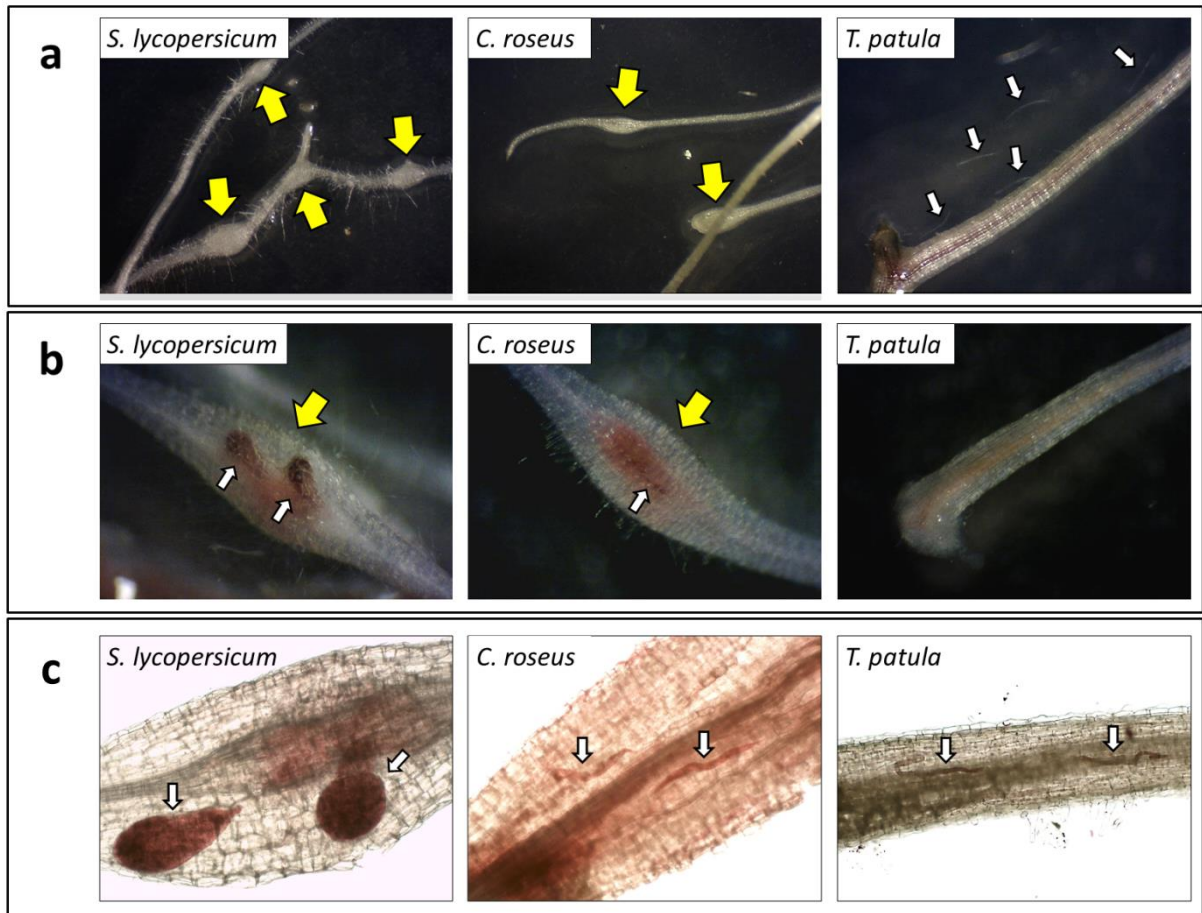 a
S. lycopersicum
C. roseus
T. patula
b
S. lycopersicum
C. roseus
T. patula
c
S. lycopersicum
C. roseus
T. patula